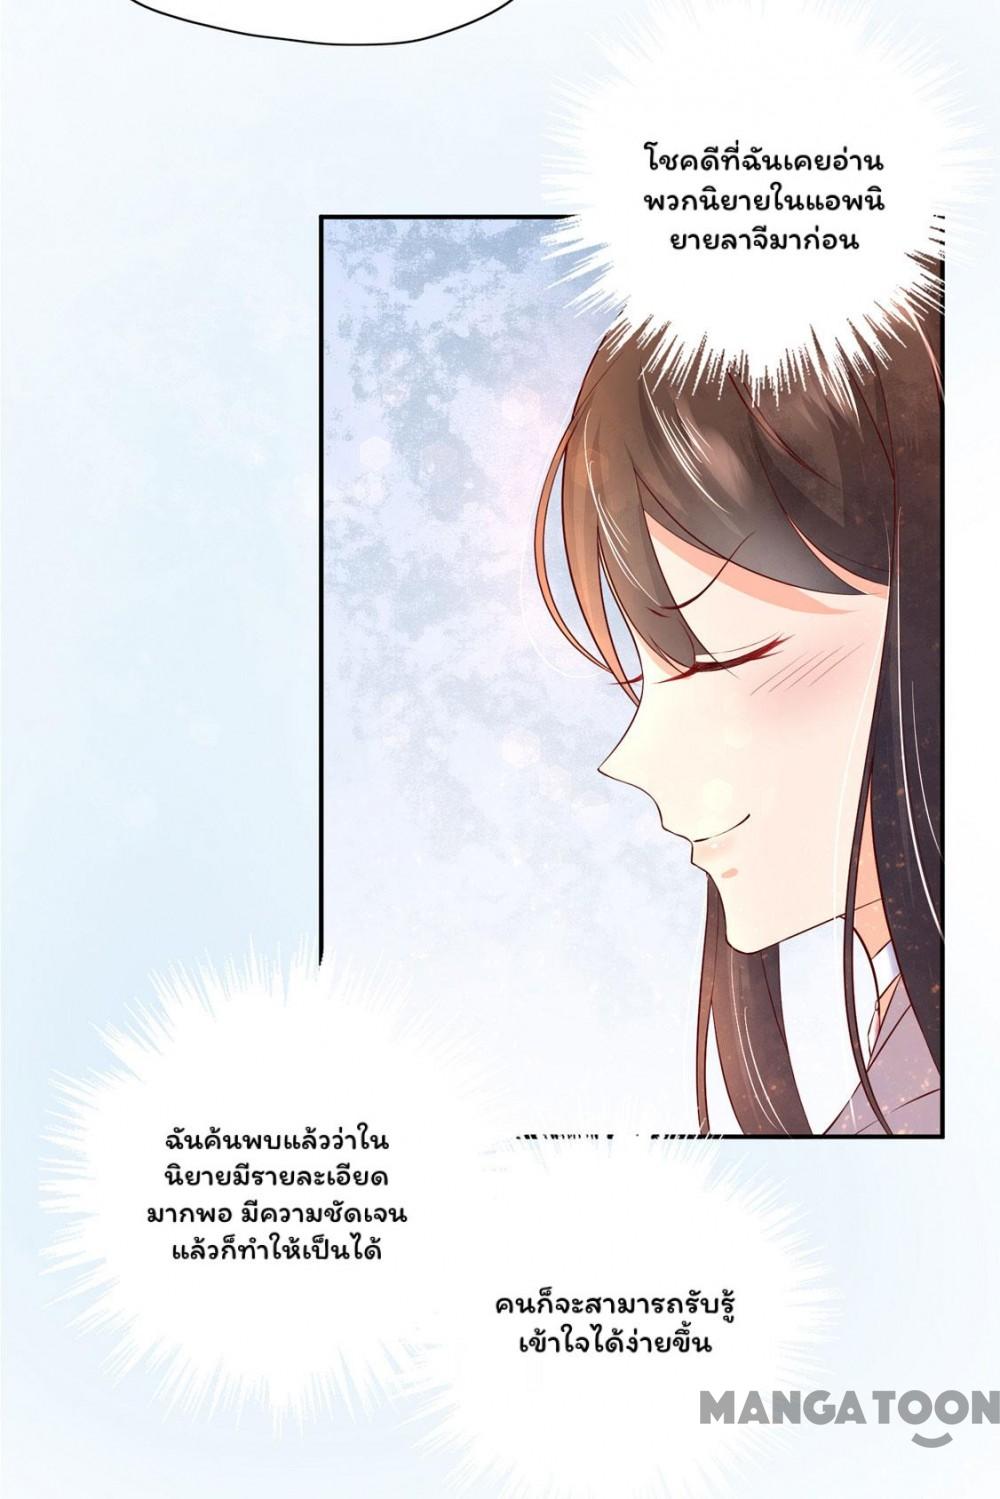 โชคดีที่ฉันเคยอ่าน
พวกนิยายในแอพนิ
ยายลาจีมาก่อน
ฉันค้นพบแล้วว่าใน
นิยายมีรายละเอียด
มากพอ มีความชัดเจน
แล้วก็ทำให้เป็นได้
คนก็จะสามารถรับรู้
เข้าใจได้ง่ายขึ้น
MANGATOON